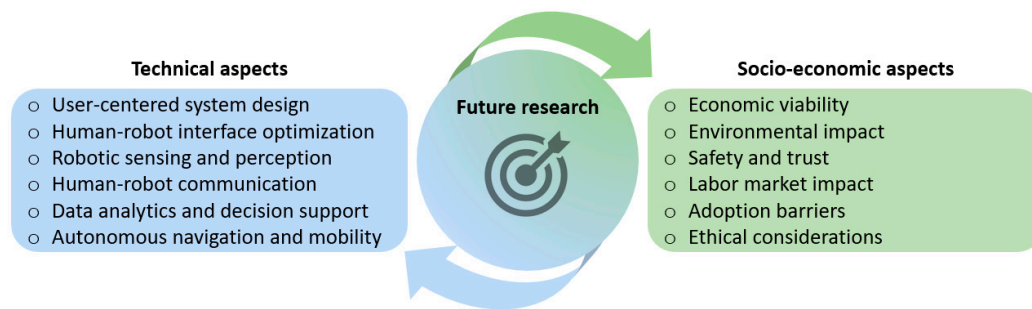 Technical aspects
○ User-centered system design
○ Human-robot interface optimization
○ Robotic sensing and perception
○ Human-robot communication
○ Data analytics and decision support
○ Autonomous navigation and mobility
Future research
Socio-economic aspects
○ Economic viability
○ Environmental impact
○ Safety and trust
○ Labor market impact
○ Adoption barriers
○ Ethical considerations